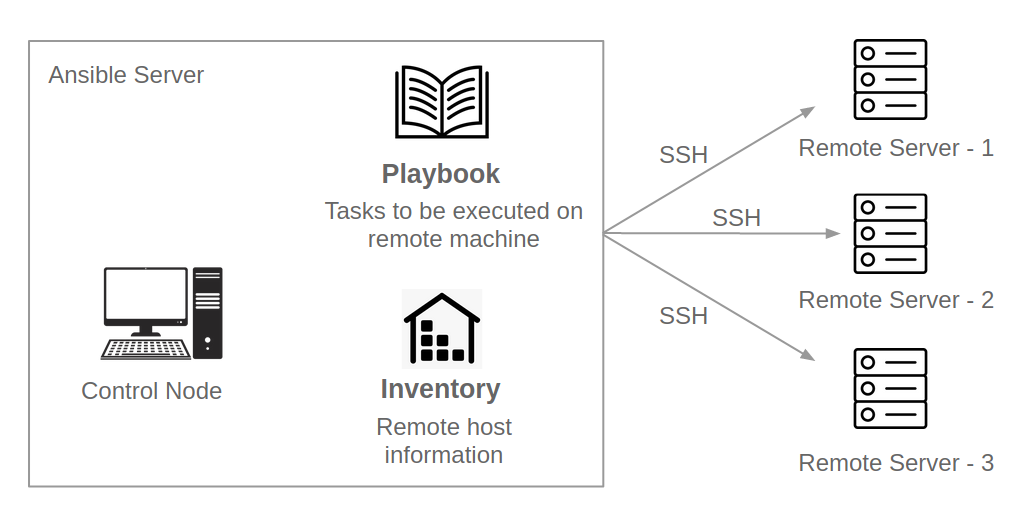 Ansible Server
Playbook
Tasks to be executed on
remote machine
Control Node
Inventory
Remote host
information
SSH
SSH
SSH
Remote Server - 1
Remote Server - 2
Remote Server - 3